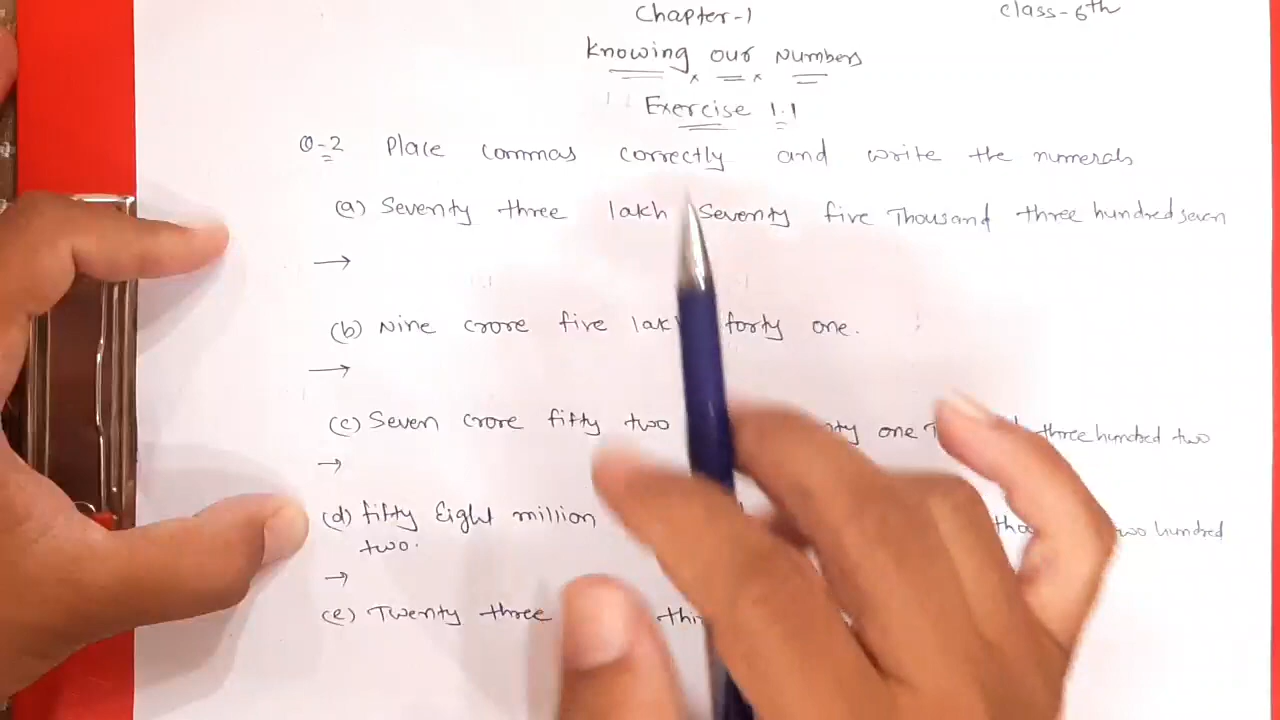 Chapter-1 class-6th
Knowing our Numbers
Exercise 1.1
Q-2 Place commas correctly and write the numerals
(a) Seventy three lakh Seventy five Thousand three hundred seven
→
(b) Nine crore five forty one.
→
(c) Seven crore fifty two one three hundred two
→
(d) fifty Eight million two hundred
two.
→
(e) Twenty three